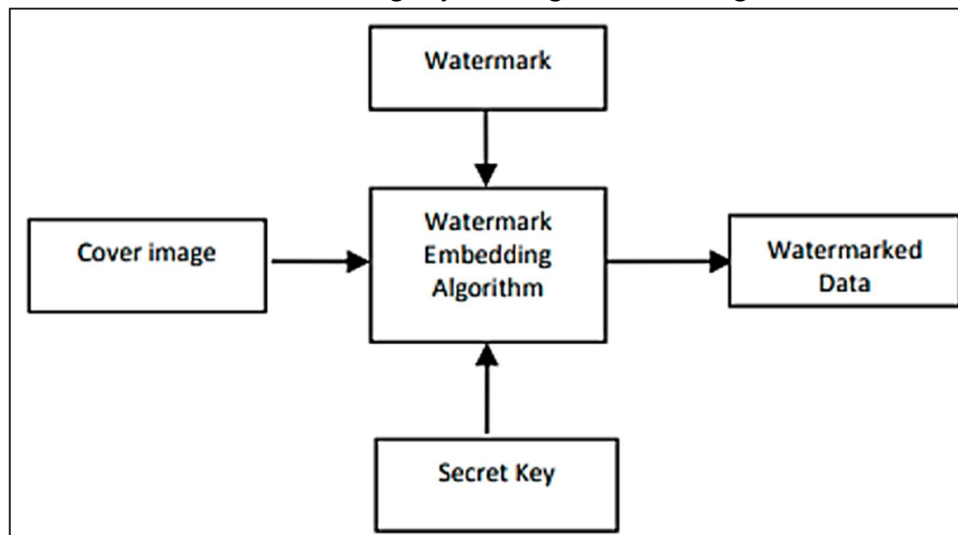 Watermark
Cover image
Watermark
Embedding
Algorithm
Watermarked
Data
Secret Key